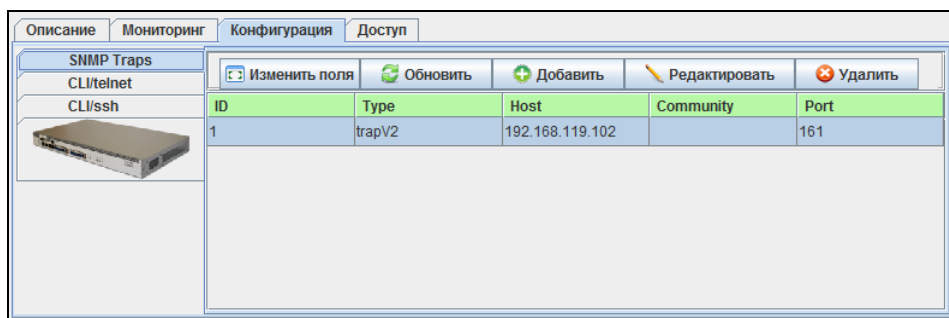 Описание Мониторинг Конфигурация Доступ
SNMP Traps
CLI/telnet
CLI/ssh
Изменить поля Обновить Добавить Редактировать Удалить
ID Type Host Community Port
1 trapV2 192.168.119.102 161